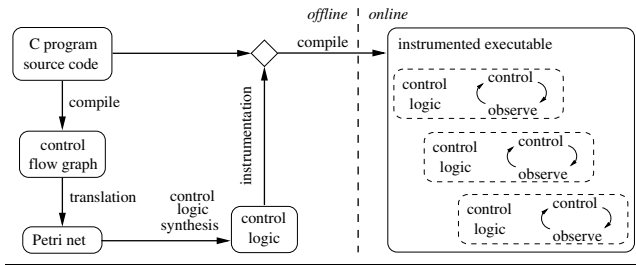 offline
online
C program
source code
compile
instrumented executable
compile
control
flow graph
translation
Petri net
control
logic
synthesis
instrumentation
control
logic
control
logic
control
observe
control
logic
control
observe
control
logic
control
observe